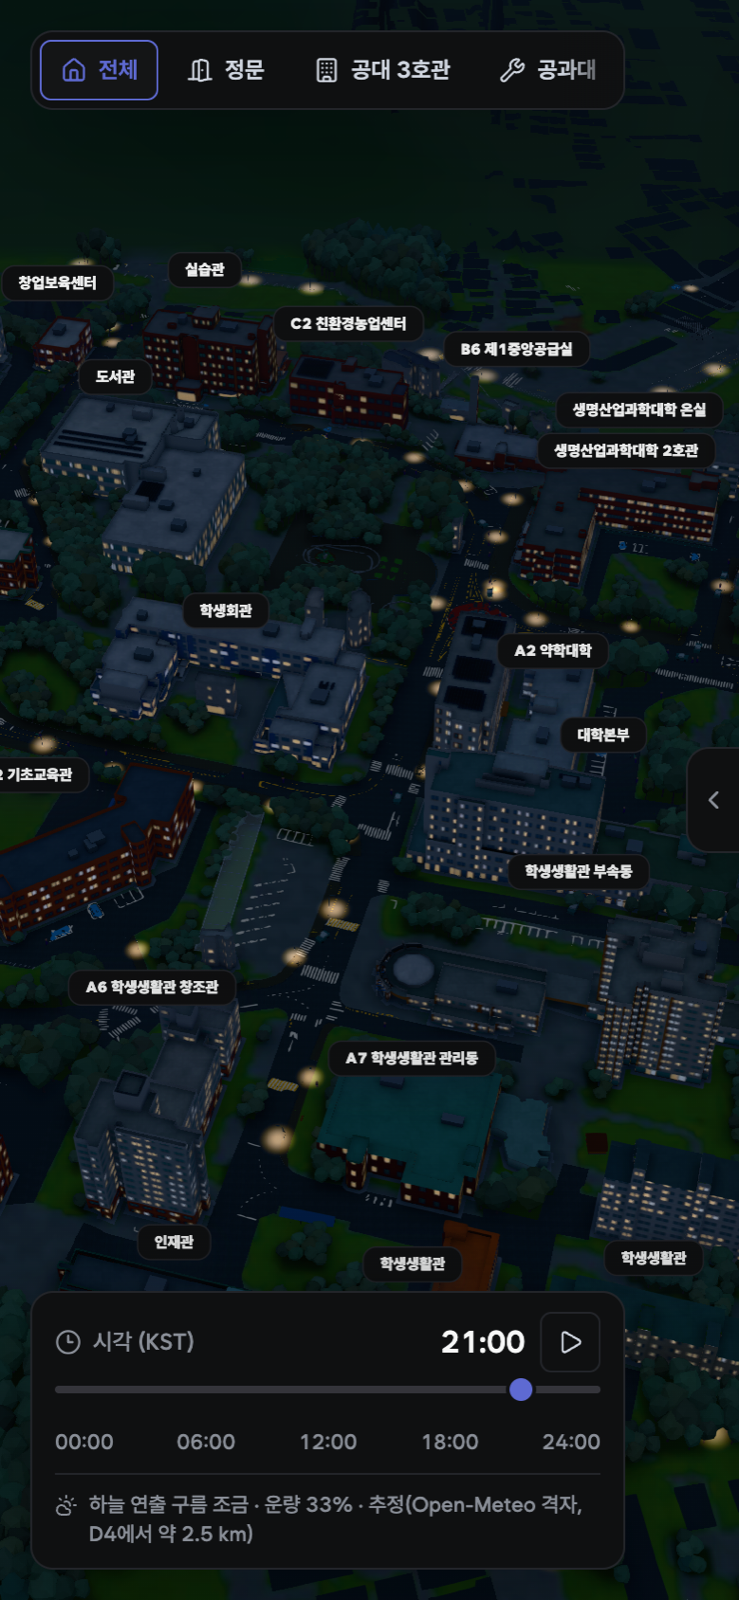 전체
정문
공대 3호관
공과대
창업보육센터
실습관
C2 친환경농업센터
B6 제1중앙공급실
도서관
생명산업과학대학 온실
생명산업과학대학 2호관
학생회관
A2 약학대학
대학본부
2 기초교육관
학생생활관 부속동
A6 학생생활관 창조관
A7 학생생활관 관리동
인재관
학생생활관
학생생활관
시각 (KST)
21:00
00:00 06:00 12:00 18:00 24:00
하늘 연출 구름 조금 · 운량 33% · 추정(Open-Meteo 격자,
D4에서 약 2.5 km)